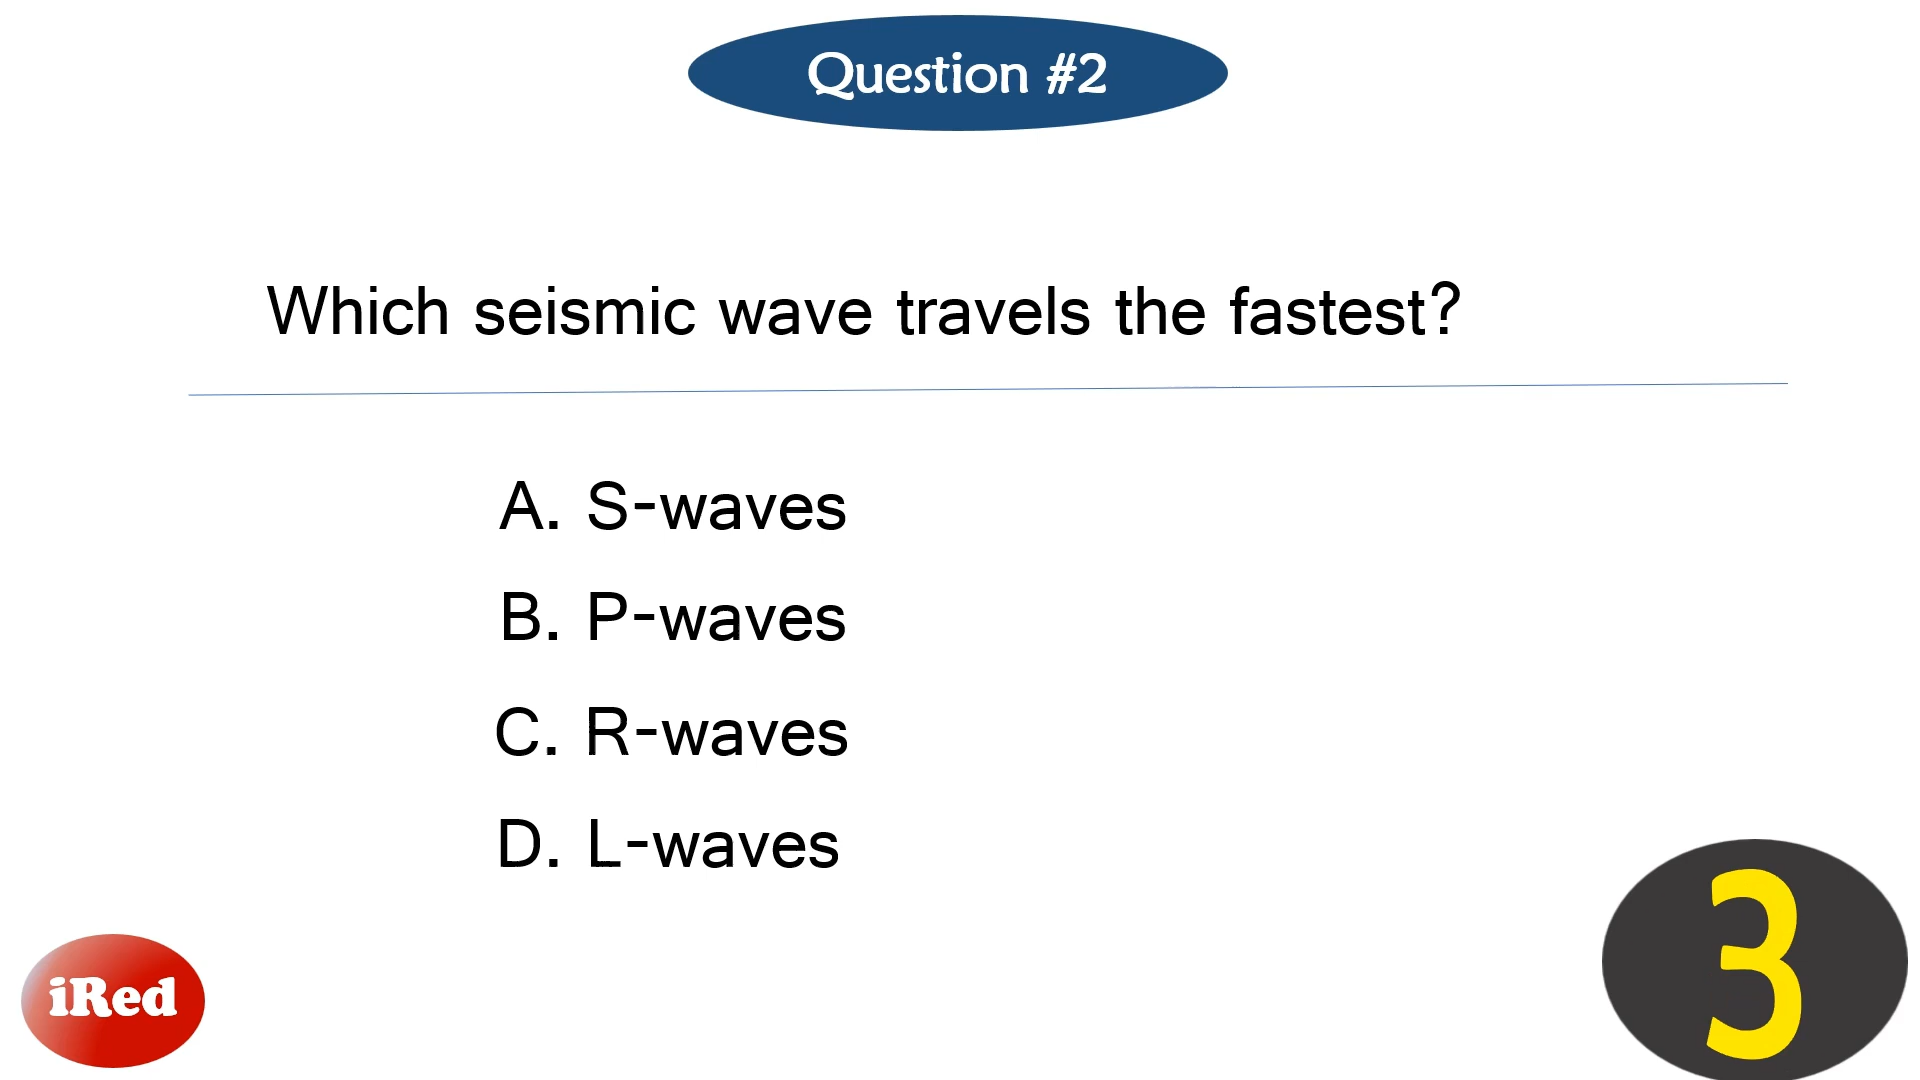 Question #2
Which seismic wave travels the fastest?
A. S-waves
B. P-waves
C. R-waves
D. L-waves
iRed
3